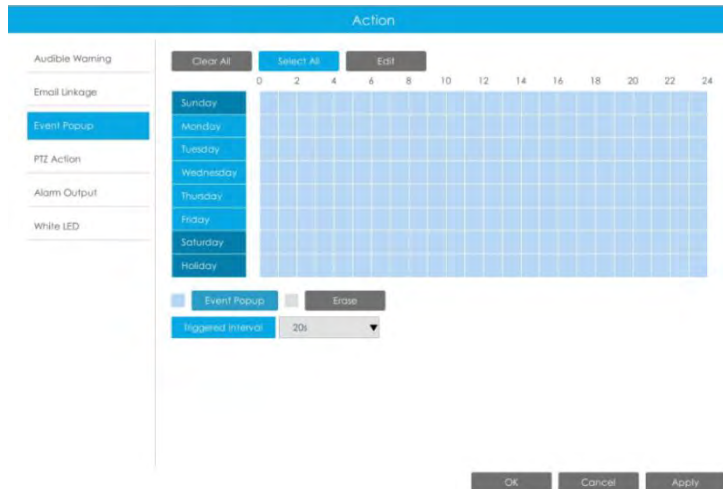 Action
Audible Warning
Email Linkage
Event Popup
PTZ Action
Alarm Output
White LED
Clear All Select All Edit
0 2 4 6 8 10 12 14 16 18 20 22 24
Sunday
Monday
Tuesday
Wednesday
Thursday
Friday
Saturday
Holiday
Event Popup Erase
Triggered Interval 20s
OK Cancel Apply